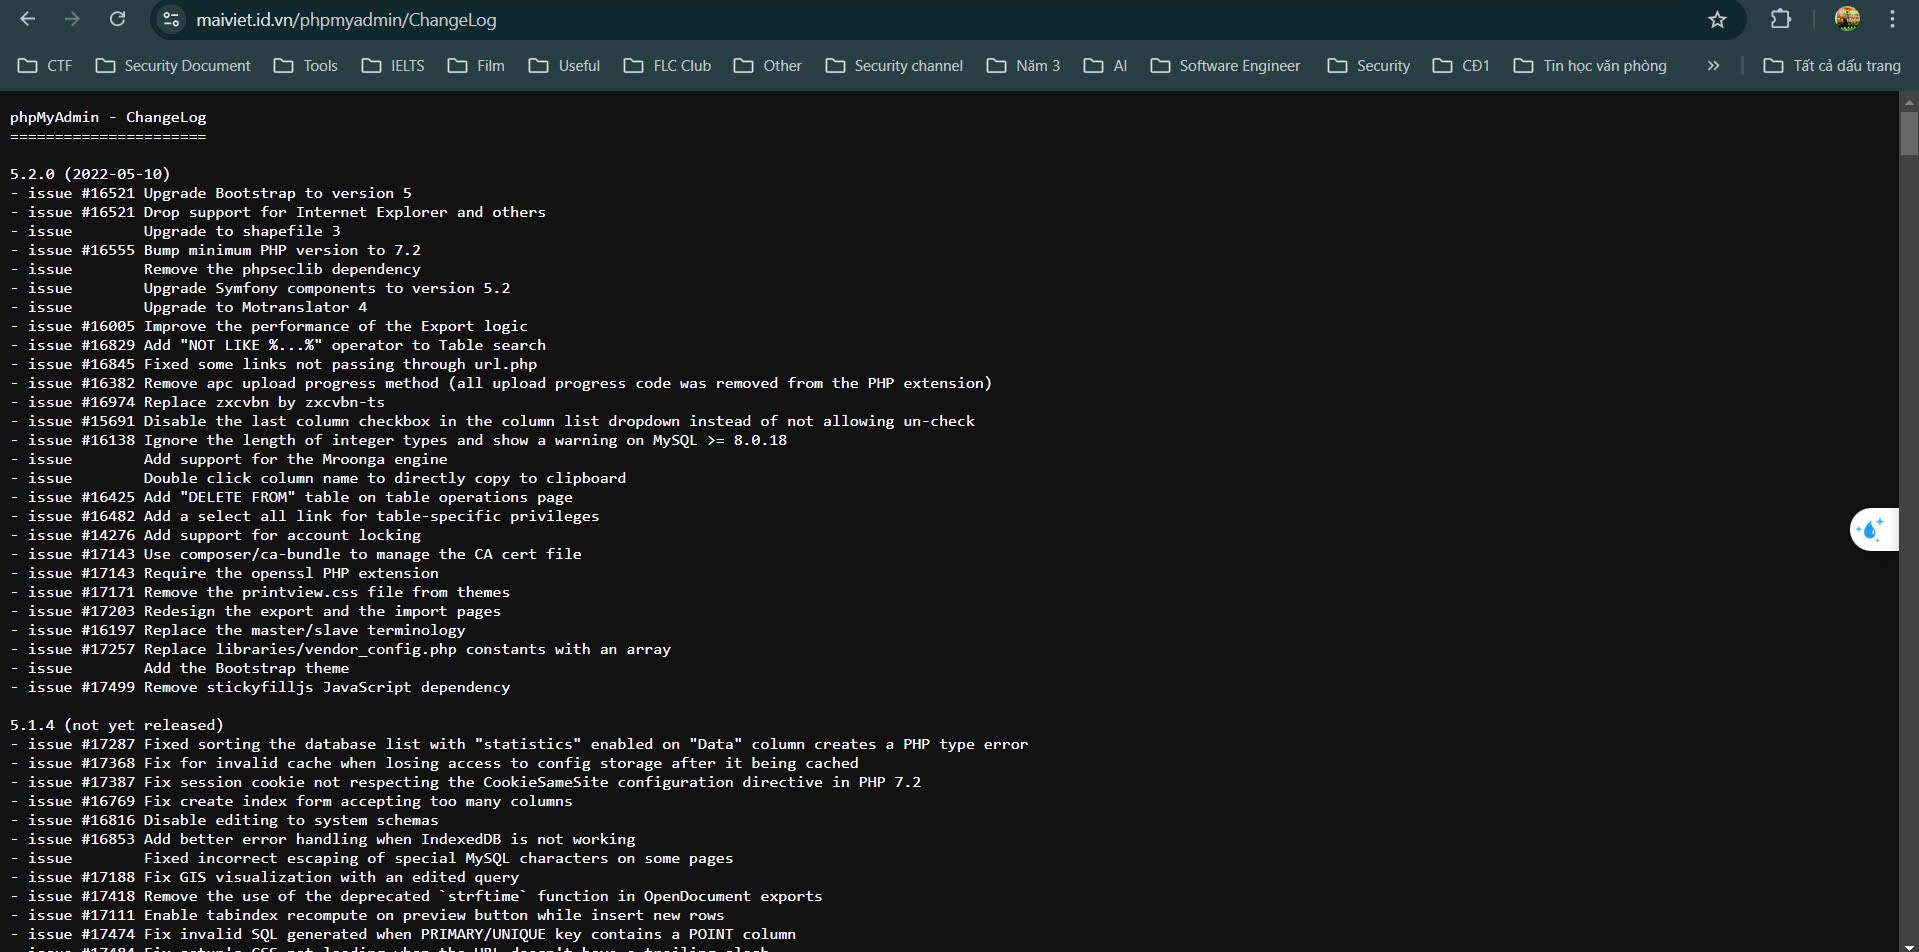 maiviet.id.vn/phpmyadmin/ChangeLog
CTF Security Document Tools IELTS Film Useful FLC Club Other Security channel Năm 3 AI Software Engineer Security CĐ1 Tin học văn phòng » Tất cả dấu trang
phpMyAdmin - ChangeLog
======================
5.2.0 (2022-05-10)
- issue #16521 Upgrade Bootstrap to version 5
- issue #16521 Drop support for Internet Explorer and others
- issue        Upgrade to shapefile 3
- issue #16555 Bump minimum PHP version to 7.2
- issue        Remove the phpseclib dependency
- issue        Upgrade Symfony components to version 5.2
- issue        Upgrade to Motranslator 4
- issue #16005 Improve the performance of the Export logic
- issue #16829 Add "NOT LIKE %...%" operator to Table search
- issue #16845 Fixed some links not passing through url.php
- issue #16382 Remove apc upload progress method (all upload progress code was removed from the PHP extension)
- issue #16974 Replace zxcvbn by zxcvbn-ts
- issue #15691 Disable the last column checkbox in the column list dropdown instead of not allowing un-check
- issue #16138 Ignore the length of integer types and show a warning on MySQL >= 8.0.18
- issue        Add support for the Mroonga engine
- issue        Double click column name to directly copy to clipboard
- issue #16425 Add "DELETE FROM" table on table operations page
- issue #16482 Add a select all link for table-specific privileges
- issue #14276 Add support for account locking
- issue #17143 Use composer/ca-bundle to manage the CA cert file
- issue #17143 Require the openssl PHP extension
- issue #17171 Remove the printview.css file from themes
- issue #17203 Redesign the export and the import pages
- issue #16197 Replace the master/slave terminology
- issue #17257 Replace libraries/vendor_config.php constants with an array
- issue        Add the Bootstrap theme
- issue #17499 Remove stickyfilljs JavaScript dependency
5.1.4 (not yet released)
- issue #17287 Fixed sorting the database list with "statistics" enabled on "Data" column creates a PHP type error
- issue #17368 Fix for invalid cache when losing access to config storage after it being cached
- issue #17387 Fix session cookie not respecting the CookieSameSite configuration directive in PHP 7.2
- issue #16769 Fix create index form accepting too many columns
- issue #16816 Disable editing to system schemas
- issue #16853 Add better error handling when IndexedDB is not working
- issue        Fixed incorrect escaping of special MySQL characters on some pages
- issue #17188 Fix GIS visualization with an edited query
- issue #17418 Remove the use of the deprecated `strftime` function in OpenDocument exports
- issue #17111 Enable tabindex recompute on preview button while insert new rows
- issue #17474 Fix invalid SQL generated when PRIMARY/UNIQUE key contains a POINT column